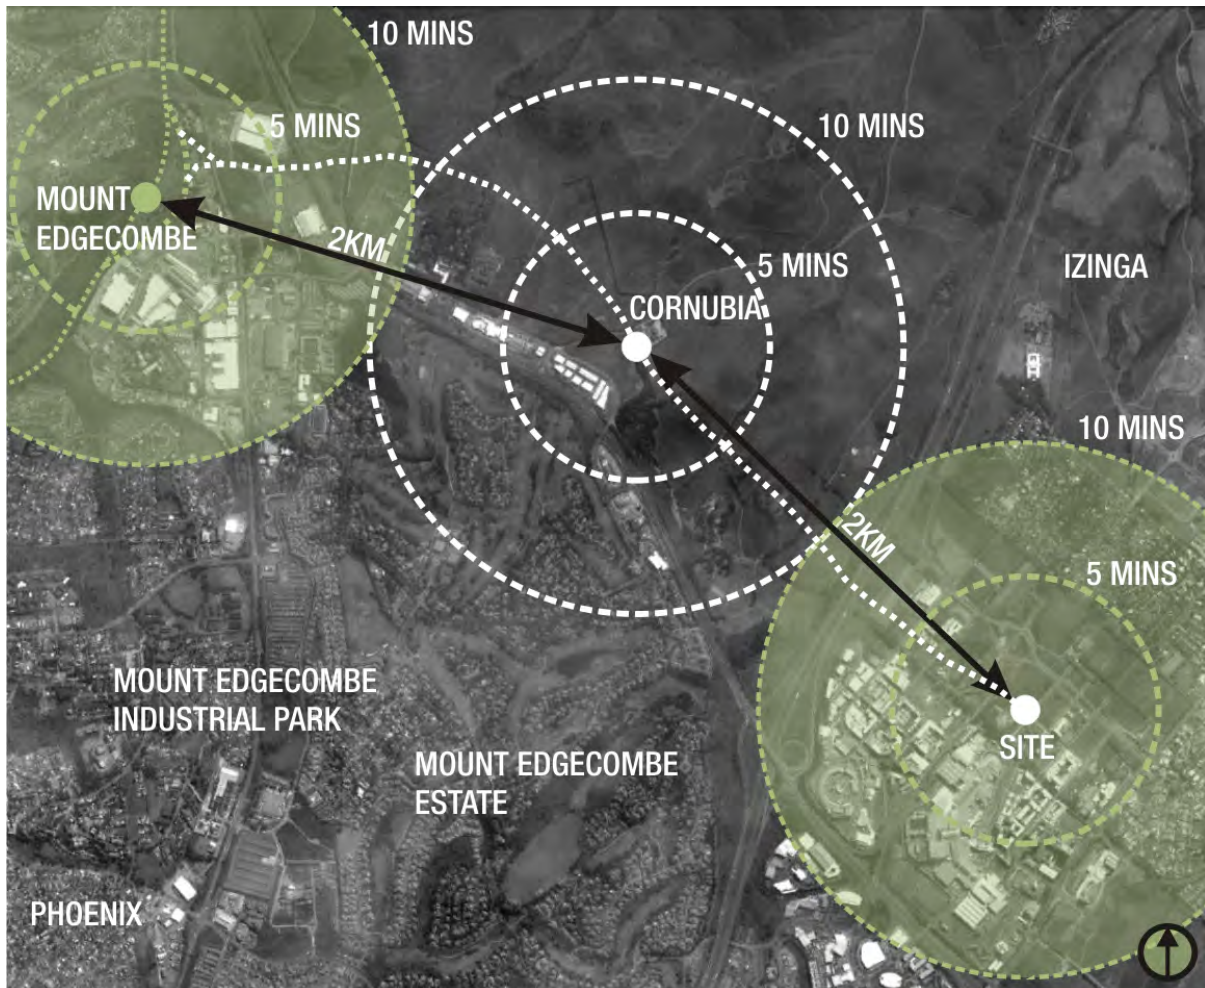 10 MINS
5 MINS
10 MINS
MOUNT
EDGECOMBE
2KM
5 MINS
IZINGA
CORNUBIA
10 MINS
2KM
5 MINS
MOUNT EDGECOMBE
INDUSTRIAL PARK
SITE
MOUNT EDGECOMBE
ESTATE
PHOENIX